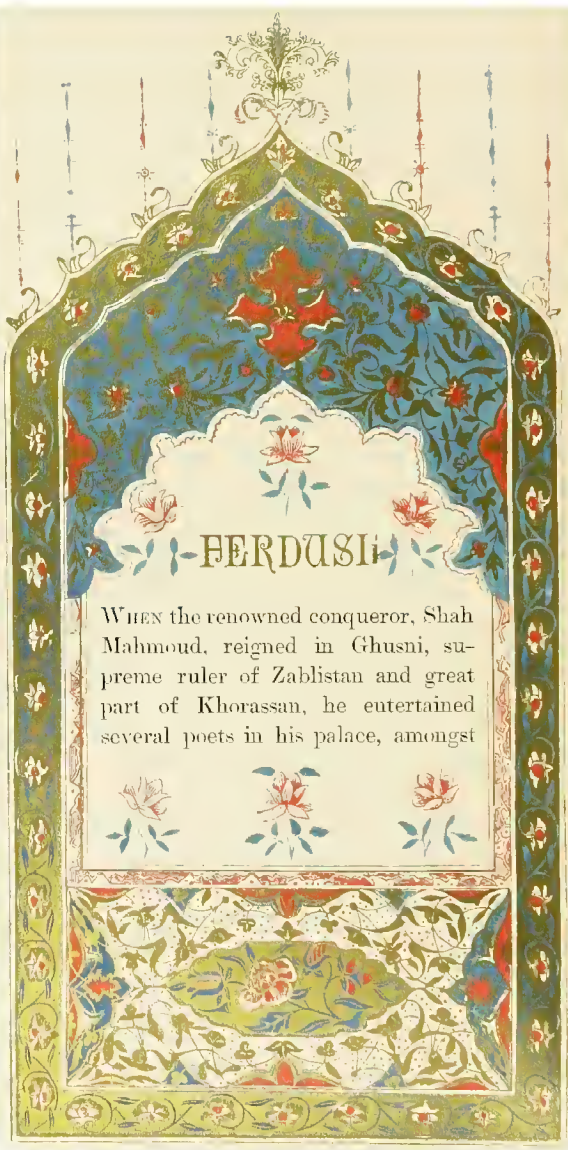 FERDUSI
WHEN the renowned conqueror, Shah
Mahmoud, reigned in Ghusni, su-
preme ruler of Zablistan and great
part of Khorassan, he entertained
several poets in his palace, amongst